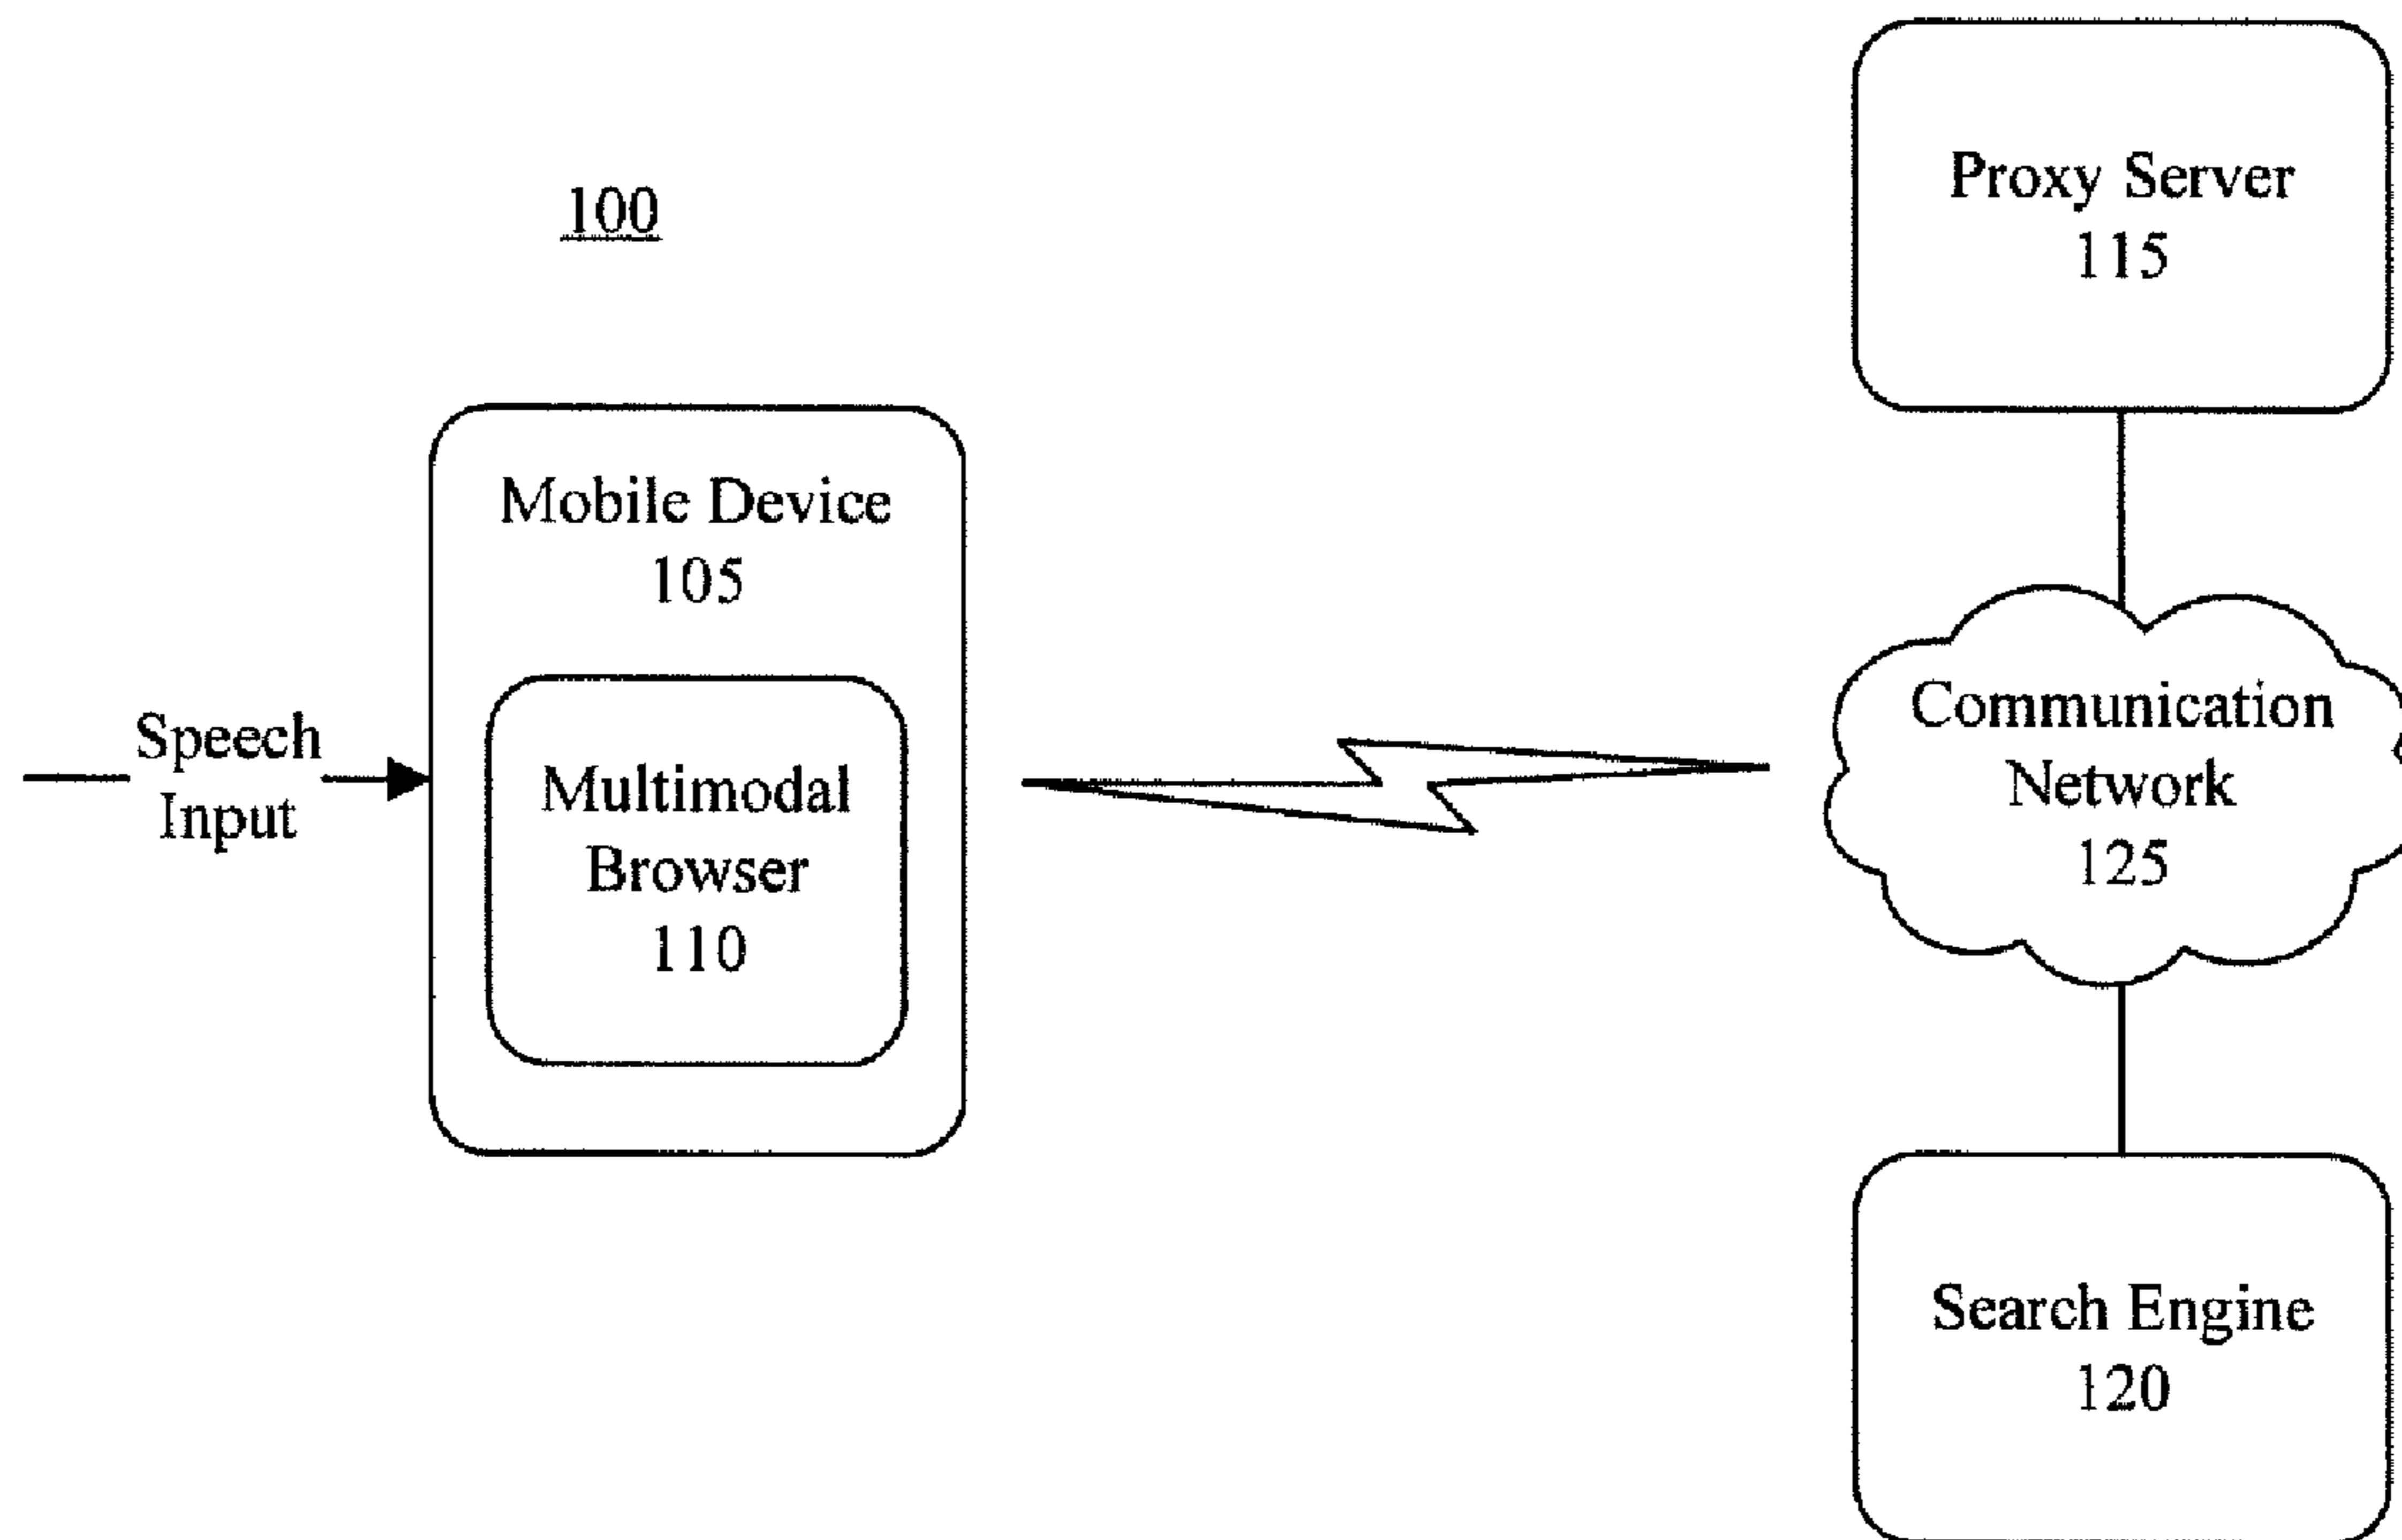 100
Proxy Server
115
Mobile Device
105
Speech
Input
Multimodal
Browser
110
Communication
Network
125
Search Engine
120